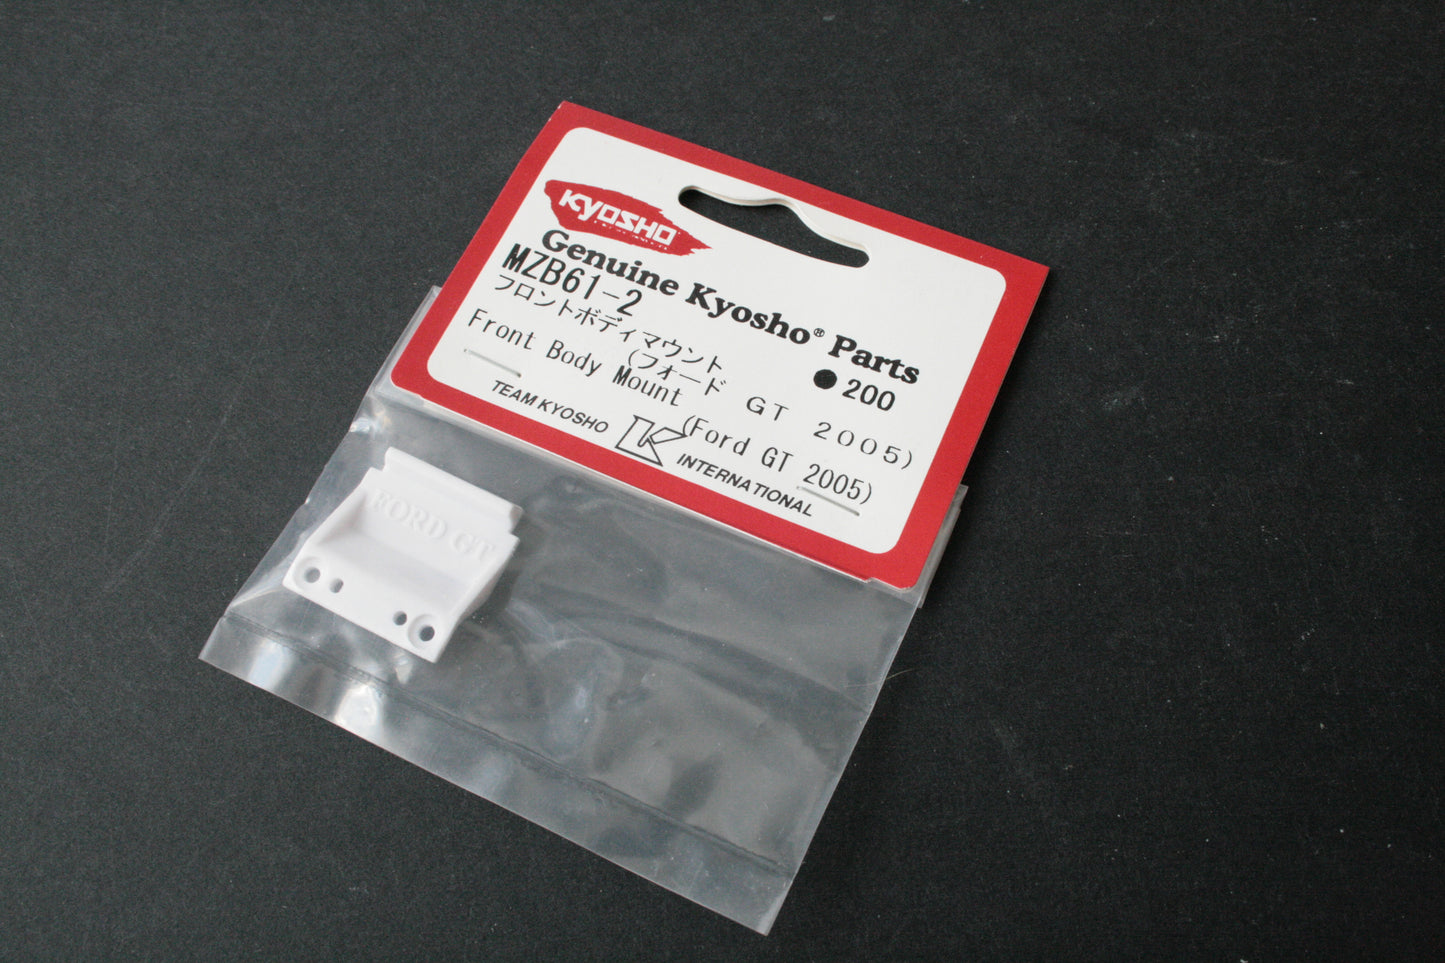 KYOSHO
Genuine Kyosho® Parts
MZB61-2
●200
フロントボディマウント
(フォード GT 2005)
Front Body Mount
(Ford GT 2005)
TEAM KYOSHO K INTERNATIONAL
FORD GT